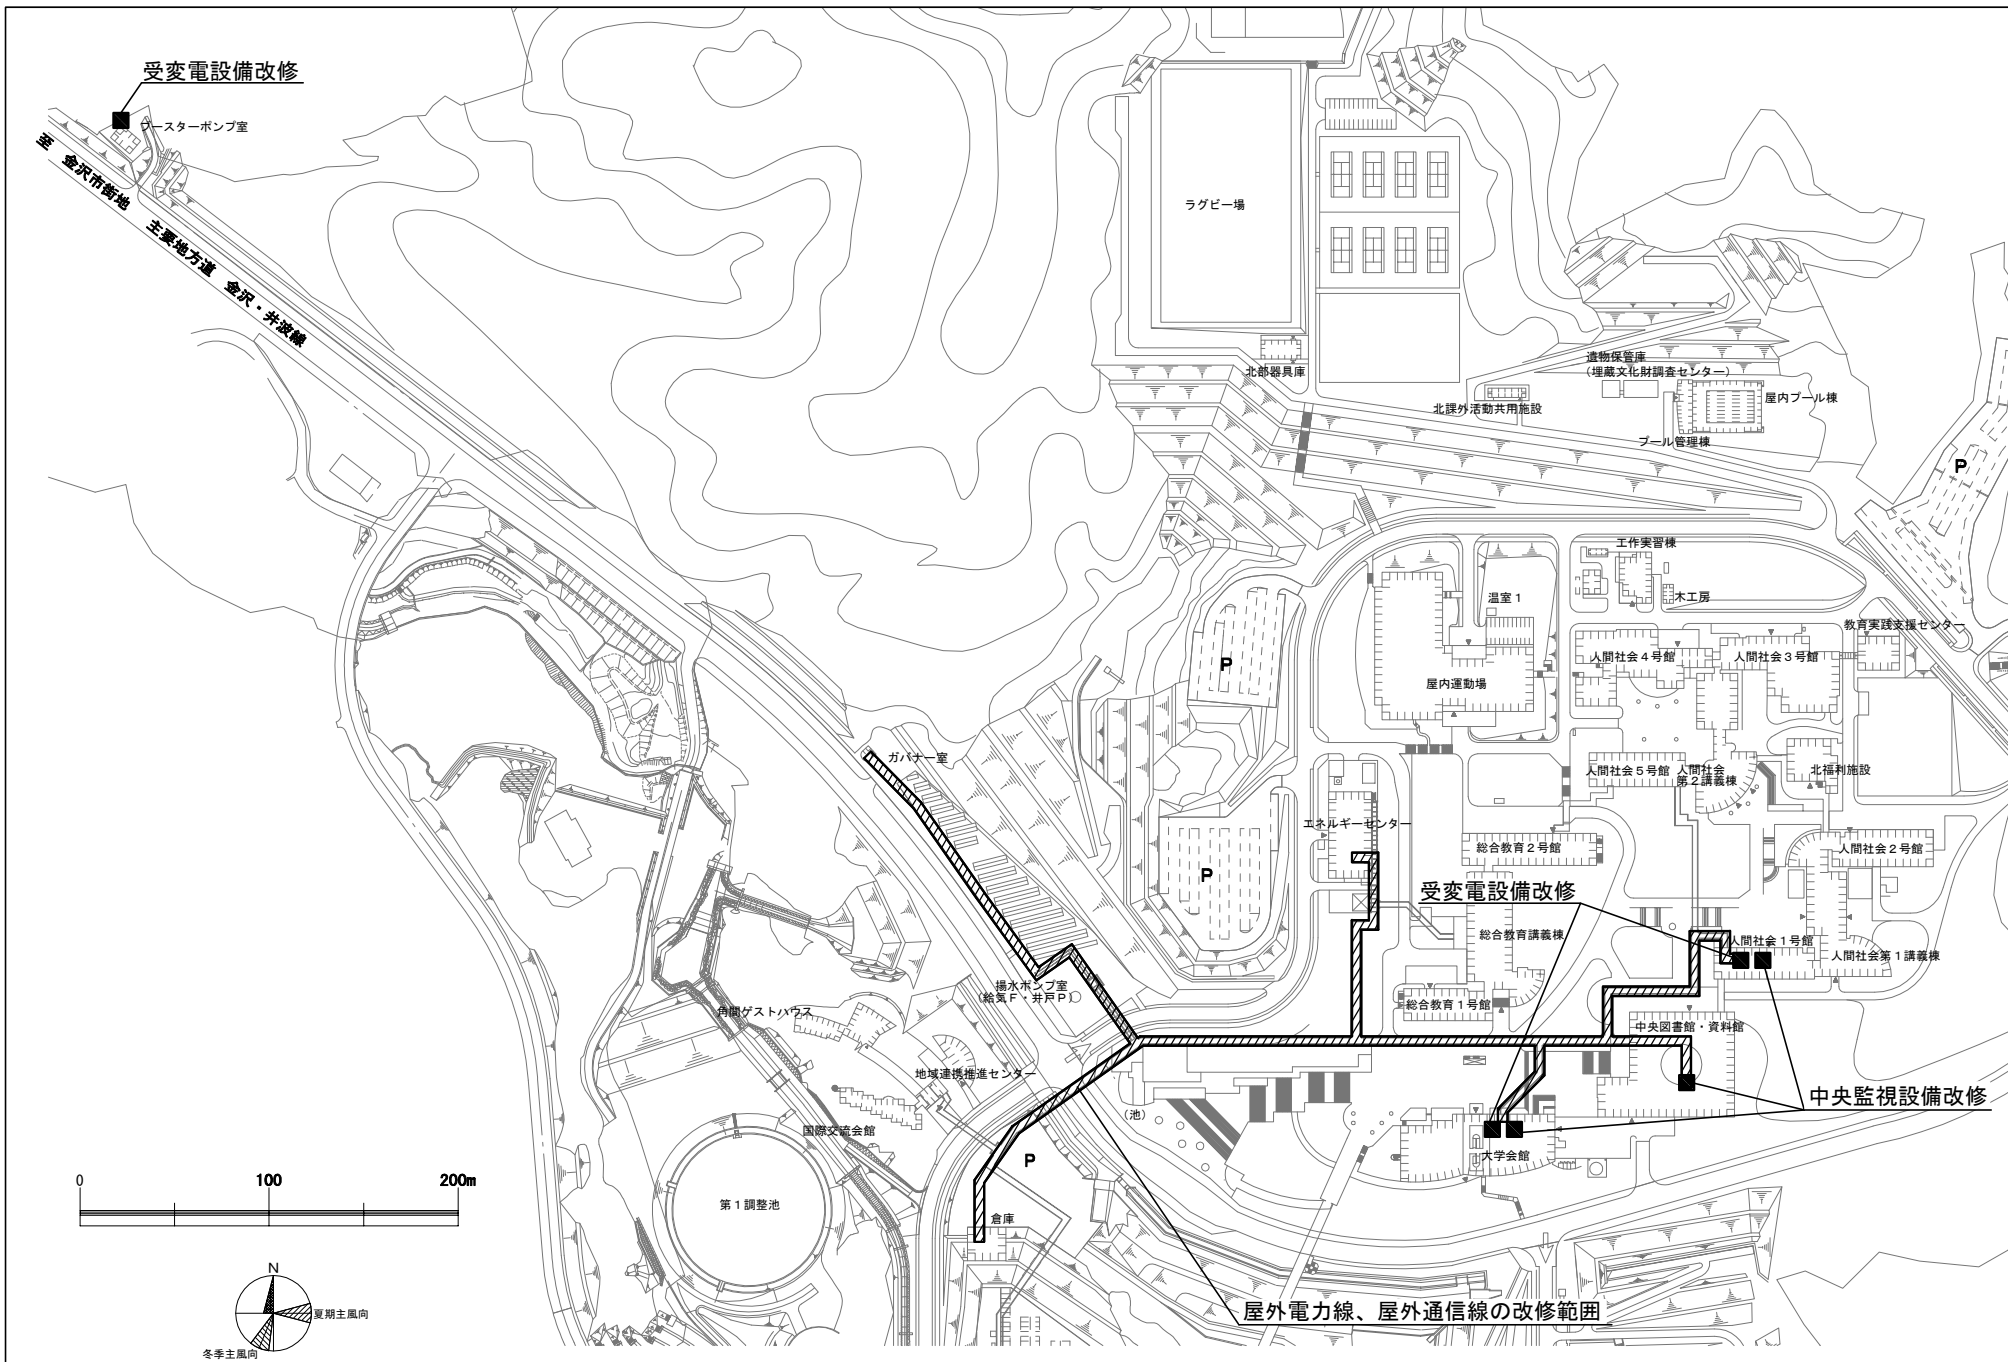 受変電設備改修
ブースターポンプ室
至 金沢市街地 主要地方道 金沢・井波線
ラグビー場
北部器具庫
遺物保管庫
（埋蔵文化財調査センター）
北課外活動共用施設
屋内プール棟
プール管理棟
P
工作実習棟
木工房
温室１
教育実践支援センター
人間社会４号館
人間社会３号館
P
屋内運動場
ガバナー室
人間社会５号館
人間社会
第２講義棟
北福利施設
エネルギーセンター
総合教育２号館
人間社会２号館
P
受変電設備改修
総合教育講義棟
人間社会１号館
人間社会第１講義棟
揚水ポンプ室
（給気Ｆ・井戸Ｐ）
総合教育１号館
角間ゲストハウス
中央図書館・資料館
地域連携推進センター
中央監視設備改修
（池）
国際交流会館
大学会館
P
0
100
200m
第１調整池
倉庫
N
夏期主風向
冬季主風向
屋外電力線、屋外通信線の改修範囲